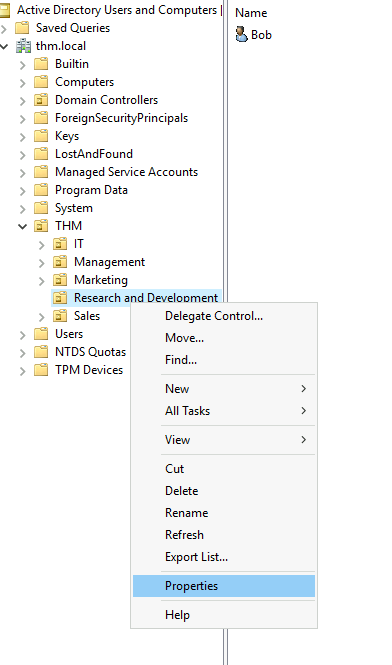 Active Directory Users and Computers [
Name
Saved Queries
Bob
thm.local
Builtin
Computers
Domain Controllers
ForeignSecurityPrincipals
Keys
LostAndFound
Managed Service Accounts
Program Data
System
THM
IT
Management
Marketing
Research and Development
Sales
Users
NTDS Quotas
TPM Devices
Delegate Control...
Move...
Find...
New
All Tasks
View
Cut
Delete
Rename
Refresh
Export List...
Properties
Help